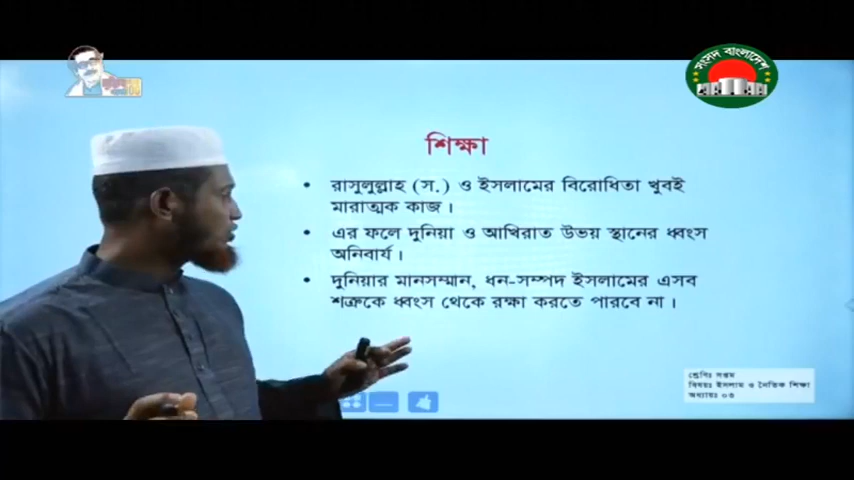 সংসদ বাংলাদেশ
শিক্ষা
• রাসুলুল্লাহ (স.) ও ইসলামের বিরোধিতা খুবই
মারাত্মক কাজ।
• এর ফলে দুনিয়া ও আখিরাত উভয় স্থানের ধ্বংস
অনিবার্য।
• দুনিয়ার মানসম্মান, ধন-সম্পদ ইসলামের এসব
শত্রুকে ধ্বংস থেকে রক্ষা করতে পারবে না।
শ্রেণিঃ সপ্তম
বিষয়ঃ ইসলাম ও নৈতিক শিক্ষা
অধ্যায়ঃ ০৩